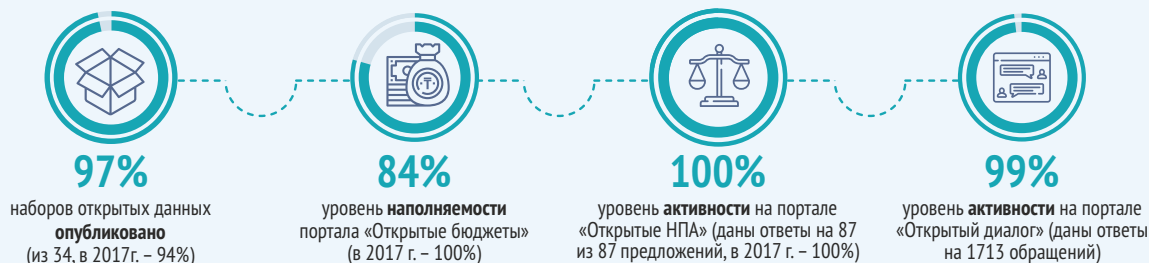 97%
наборов открытых данных
опубликовано
(из 34, в 2017г. – 94%)
84%
уровень наполняемости
портала «Открытые бюджеты»
(в 2017 г. – 100%)
100%
уровень активности на портале
«Открытые НПА» (даны ответы на 87
из 87 предложений, в 2017 г. – 100%)
99%
уровень активности на портале
«Открытый диалог» (даны ответы
на 1713 обращений)